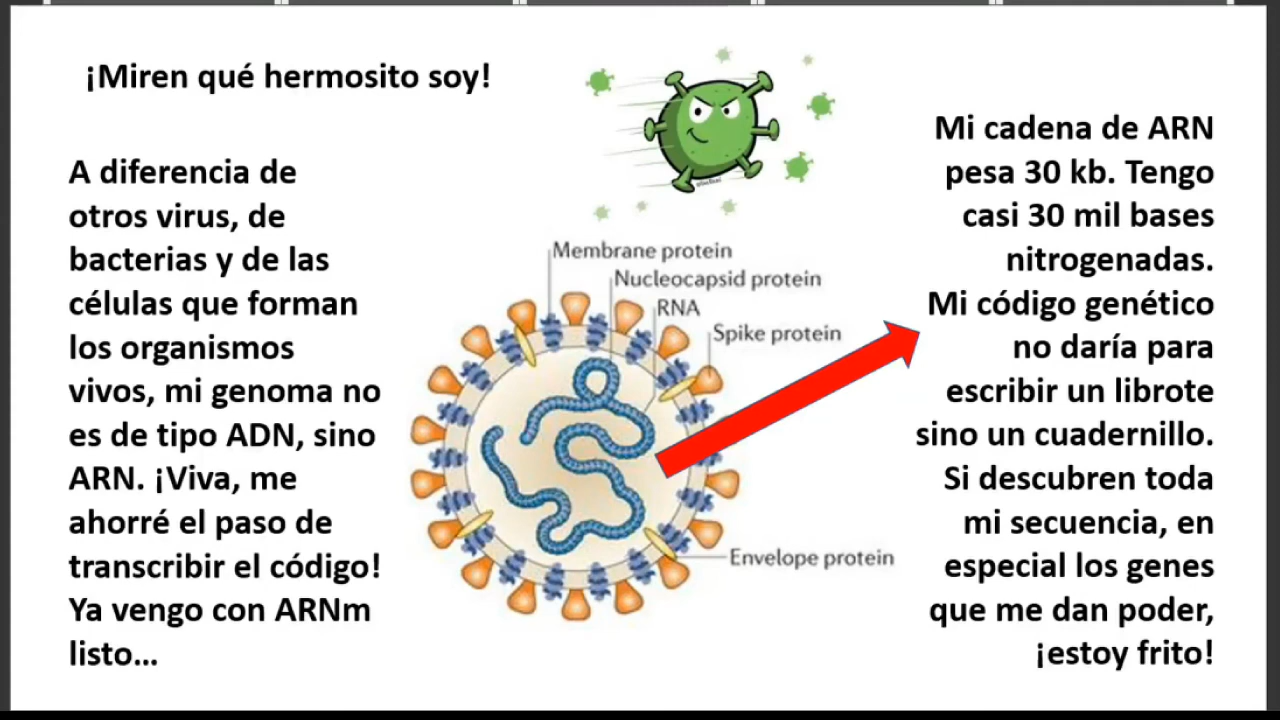 ¡Miren qué hermosito soy!
A diferencia de
otros virus, de
bacterias y de las
células que forman
los organismos
vivos, mi genoma no
es de tipo ADN, sino
ARN. ¡Viva, me
ahorré el paso de
transcribir el código!
Ya vengo con ARNm
listo...
Membrane protein
Nucleocapsid protein
RNA
Spike protein
Envelope protein
Mi cadena de ARN
pesa 30 kb. Tengo
casi 30 mil bases
nitrogenadas.
Mi código genético
no daría para
escribir un librote
sino un cuadernillo.
Si descubren toda
mi secuencia, en
especial los genes
que me dan poder,
¡estoy frito!